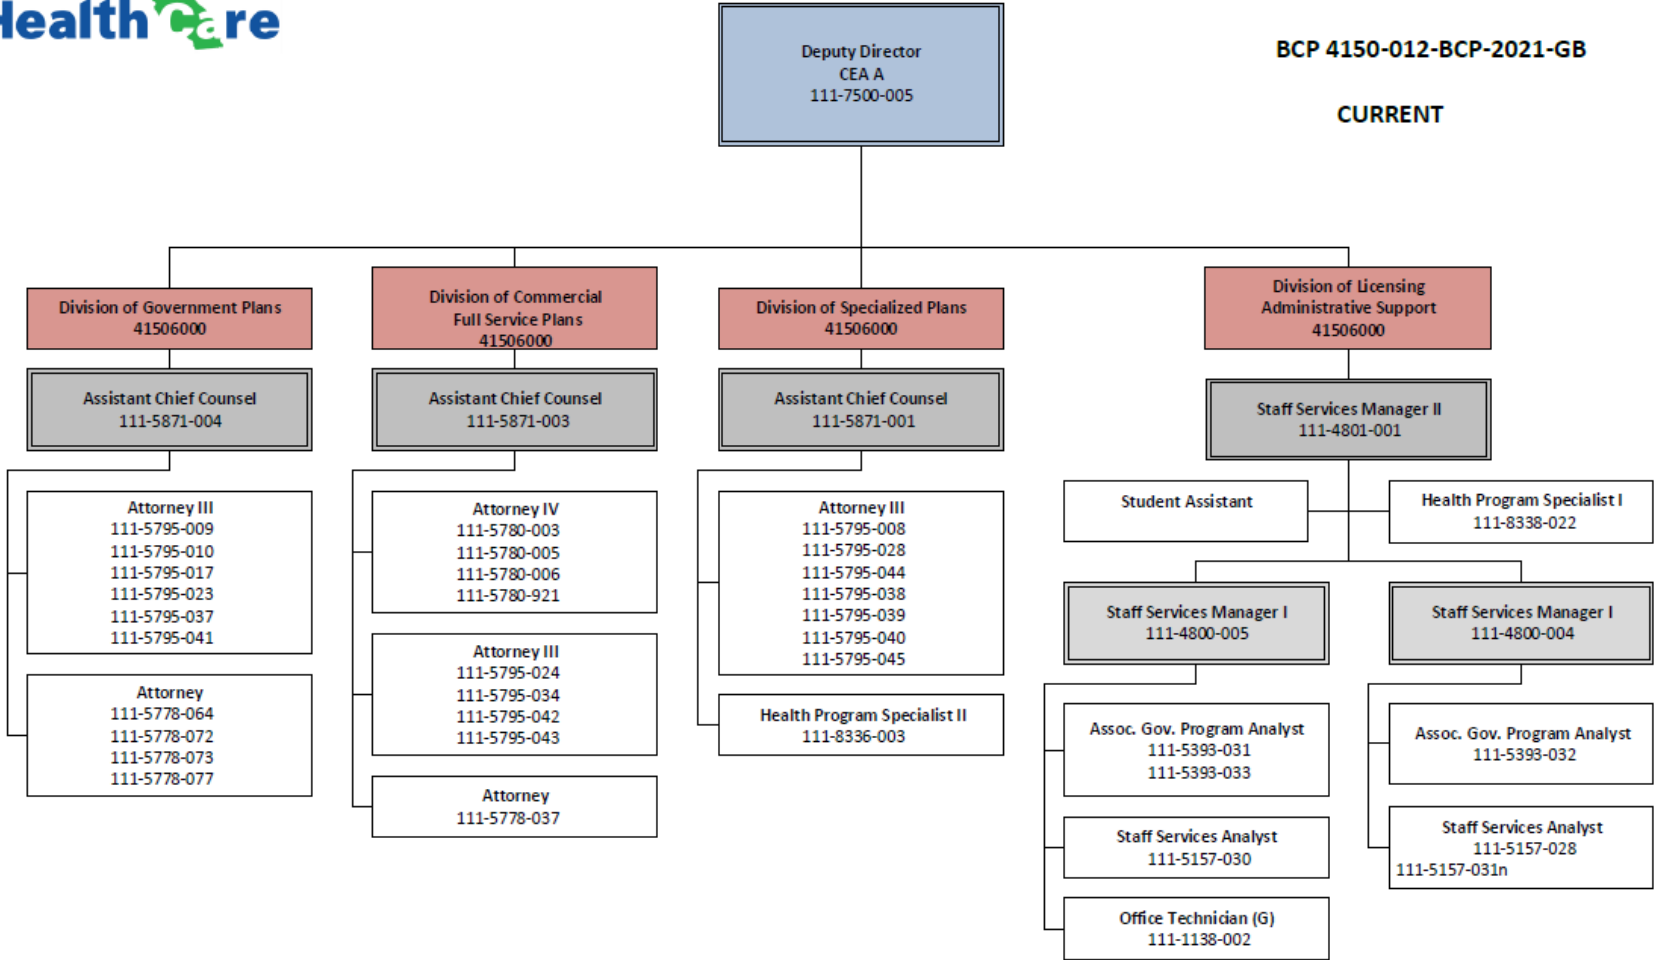 HealthCare
BCP 4150-012-BCP-2021-GB
CURRENT
Deputy Director
CEA A
111-7500-005
Division of Government Plans
41506000
Assistant Chief Counsel
111-5871-004
Attorney III
111-5795-009
111-5795-010
111-5795-017
111-5795-023
111-5795-037
111-5795-041
Attorney
111-5778-064
111-5778-072
111-5778-073
111-5778-077
Division of Commercial
Full Service Plans
41506000
Assistant Chief Counsel
111-5871-003
Attorney IV
111-5780-003
111-5780-005
111-5780-006
111-5780-921
Attorney III
111-5795-024
111-5795-034
111-5795-042
111-5795-043
Attorney
111-5778-037
Division of Specialized Plans
41506000
Assistant Chief Counsel
111-5871-001
Attorney III
111-5795-008
111-5795-028
111-5795-044
111-5795-038
111-5795-039
111-5795-040
111-5795-045
Health Program Specialist II
111-8336-003
Division of Licensing
Administrative Support
41506000
Staff Services Manager II
111-4801-001
Student Assistant
Health Program Specialist I
111-8338-022
Staff Services Manager I
111-4800-005
Assoc. Gov. Program Analyst
111-5393-031
111-5393-033
Staff Services Analyst
111-5157-030
Office Technician (G)
111-1138-002
Staff Services Manager I
111-4800-004
Assoc. Gov. Program Analyst
111-5393-032
Staff Services Analyst
111-5157-028
111-5157-031n